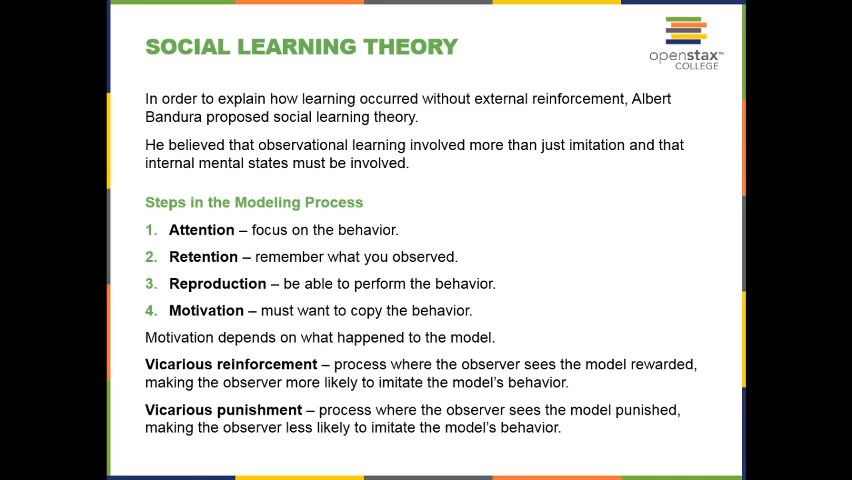 SOCIAL LEARNING THEORY
openstax™
COLLEGE
In order to explain how learning occurred without external reinforcement, Albert
Bandura proposed social learning theory.
He believed that observational learning involved more than just imitation and that
internal mental states must be involved.
Steps in the Modeling Process
1. Attention – focus on the behavior.
2. Retention – remember what you observed.
3. Reproduction – be able to perform the behavior.
4. Motivation – must want to copy the behavior.
Motivation depends on what happened to the model.
Vicarious reinforcement – process where the observer sees the model rewarded,
making the observer more likely to imitate the model's behavior.
Vicarious punishment – process where the observer sees the model punished,
making the observer less likely to imitate the model's behavior.